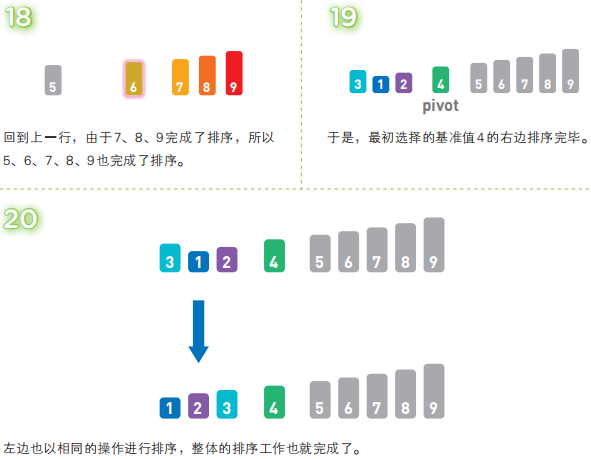 18
5 6 7 8 9
回到上一行，由于7、8、9完成了排序，所以
5、6、7、8、9也完成了排序。
19
3 1 2 4 5 6 7 8 9
pivot
于是，最初选择的基准值4的右边排序完毕。
20
3 1 2 4 5 6 7 8 9
1 2 3 4 5 6 7 8 9
左边也以相同的操作进行排序，整体的排序工作也就完成了。